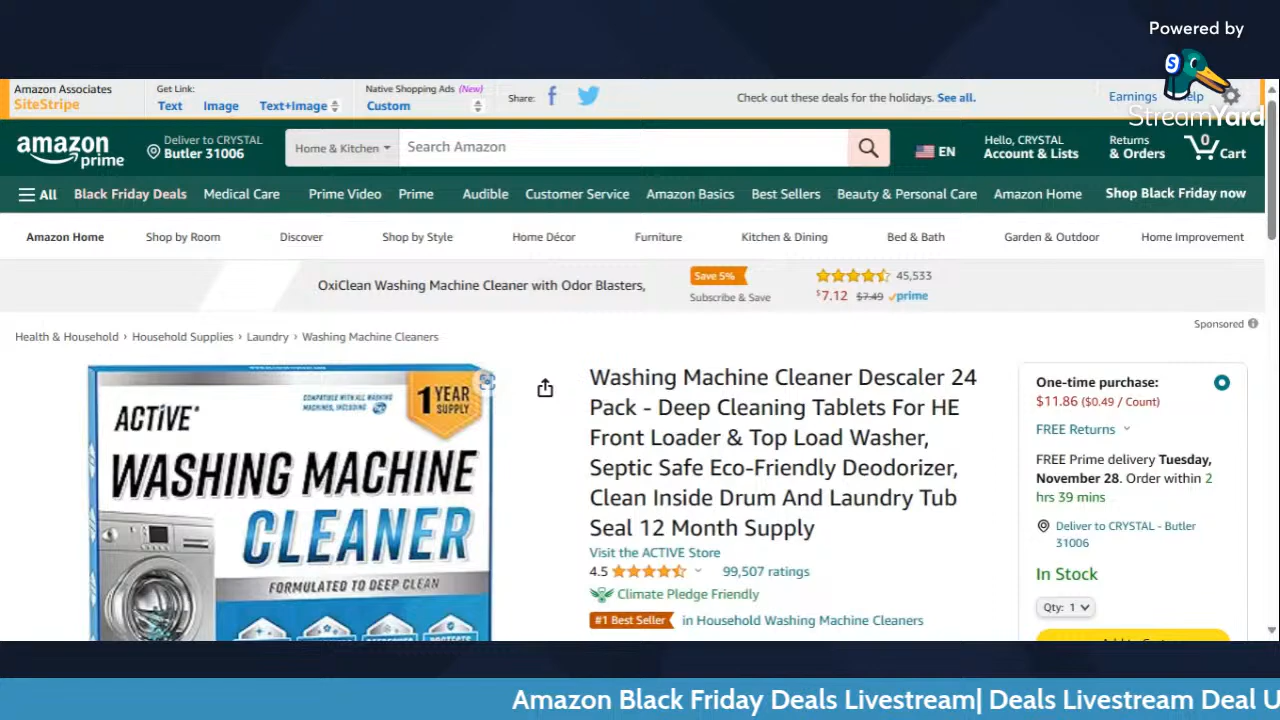 Powered by
StreamYard
Amazon Associates
SiteStripe
Get Link:
Text Image Text+Image
Native Shopping Ads (New)
Custom
Share:
Check out these deals for the holidays. See all.
Earnings Help
amazon
prime
Deliver to CRYSTAL
Butler 31006
Home & Kitchen
Search Amazon
EN
Hello, CRYSTAL
Account & Lists
Returns
& Orders
0
Cart
All Black Friday Deals Medical Care Prime Video Prime Audible Customer Service Amazon Basics Best Sellers Beauty & Personal Care Amazon Home Shop Black Friday now
Amazon Home Shop by Room Discover Shop by Style Home Décor Furniture Kitchen & Dining Bed & Bath Garden & Outdoor Home Improvement
OxiClean Washing Machine Cleaner with Odor Blasters,
Save 5%
Subscribe & Save
45,533
$7.12 $7.49 prime
Sponsored
Health & Household › Household Supplies › Laundry › Washing Machine Cleaners
ACTIVE
COMPATIBLE WITH ALL WASHING
MACHINES, INCLUDING
1 YEAR
SUPPLY
WASHING MACHINE
CLEANER
FORMULATED TO DEEP CLEAN
Washing Machine Cleaner Descaler 24
Pack - Deep Cleaning Tablets For HE
Front Loader & Top Load Washer,
Septic Safe Eco-Friendly Deodorizer,
Clean Inside Drum And Laundry Tub
Seal 12 Month Supply
Visit the ACTIVE Store
4.5 99,507 ratings
Climate Pledge Friendly
#1 Best Seller in Household Washing Machine Cleaners
One-time purchase:
$11.86 ($0.49 / Count)
FREE Returns
FREE Prime delivery Tuesday,
November 28. Order within 2
hrs 39 mins
Deliver to CRYSTAL - Butler
31006
In Stock
Qty: 1
Amazon Black Friday Deals Livestream| Deals Livestream Deal U